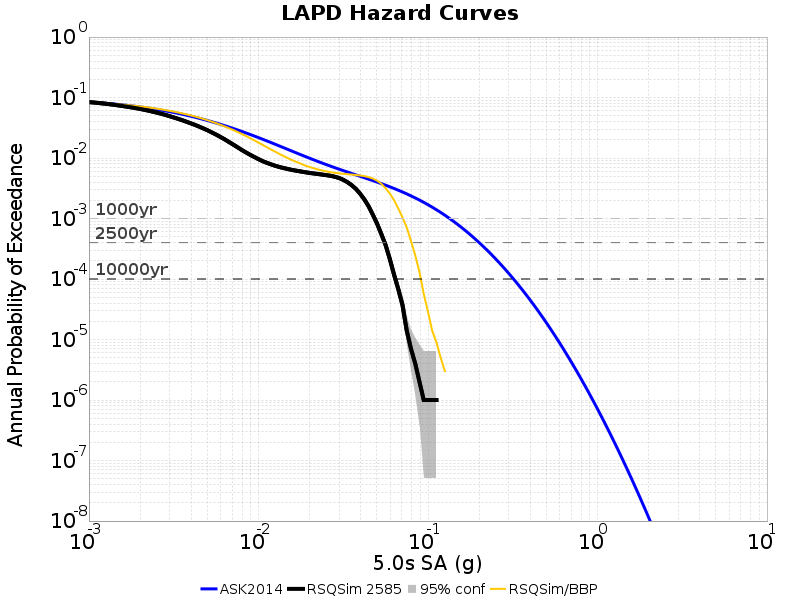 LAPD Hazard Curves
Annual Probability of Exceedance
10^0
10^-1
10^-2
10^-3
10^-4
10^-5
10^-6
10^-7
10^-8
1000yr
2500yr
10000yr
10^-3 10^-2 10^-1 10^0 10^1
5.0s SA (g)
ASK2014 RSQSim 2585 95% conf RSQSim/BBP